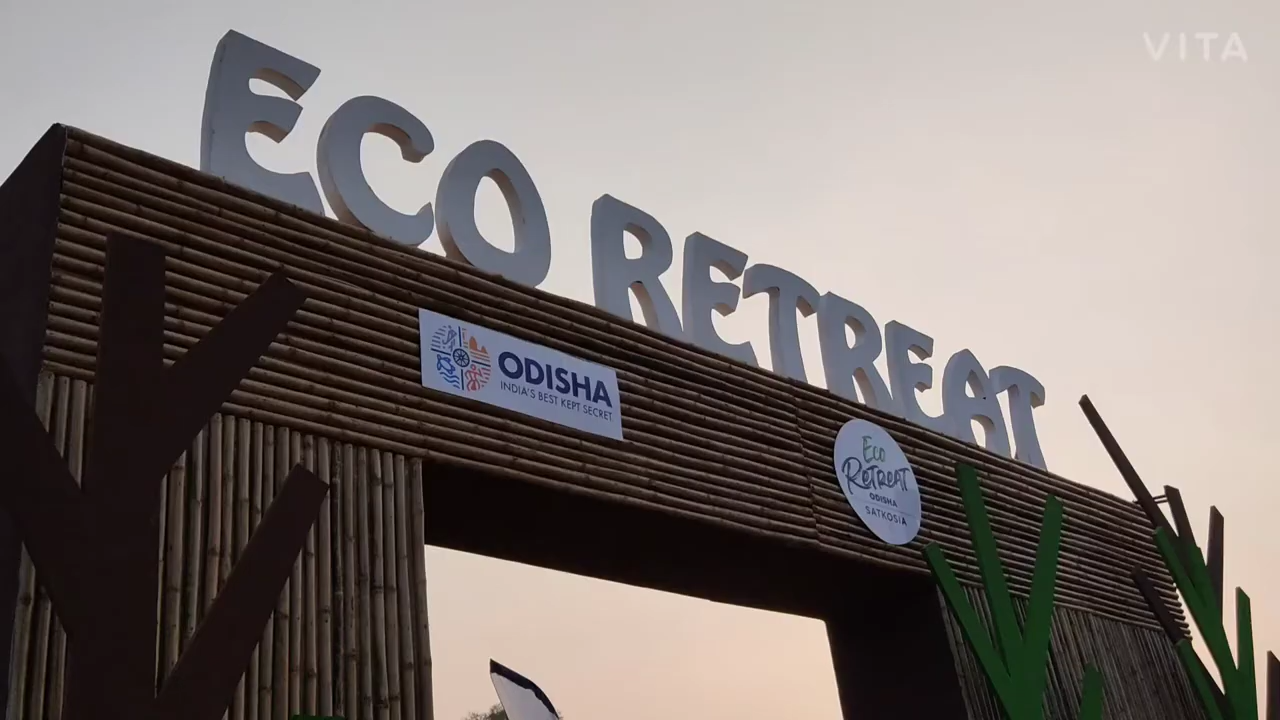 VITA
ECO RETREAT
ODISHA
INDIA'S BEST KEPT SECRET
Eco
RETREAT
ODISHA
SATKOSIA